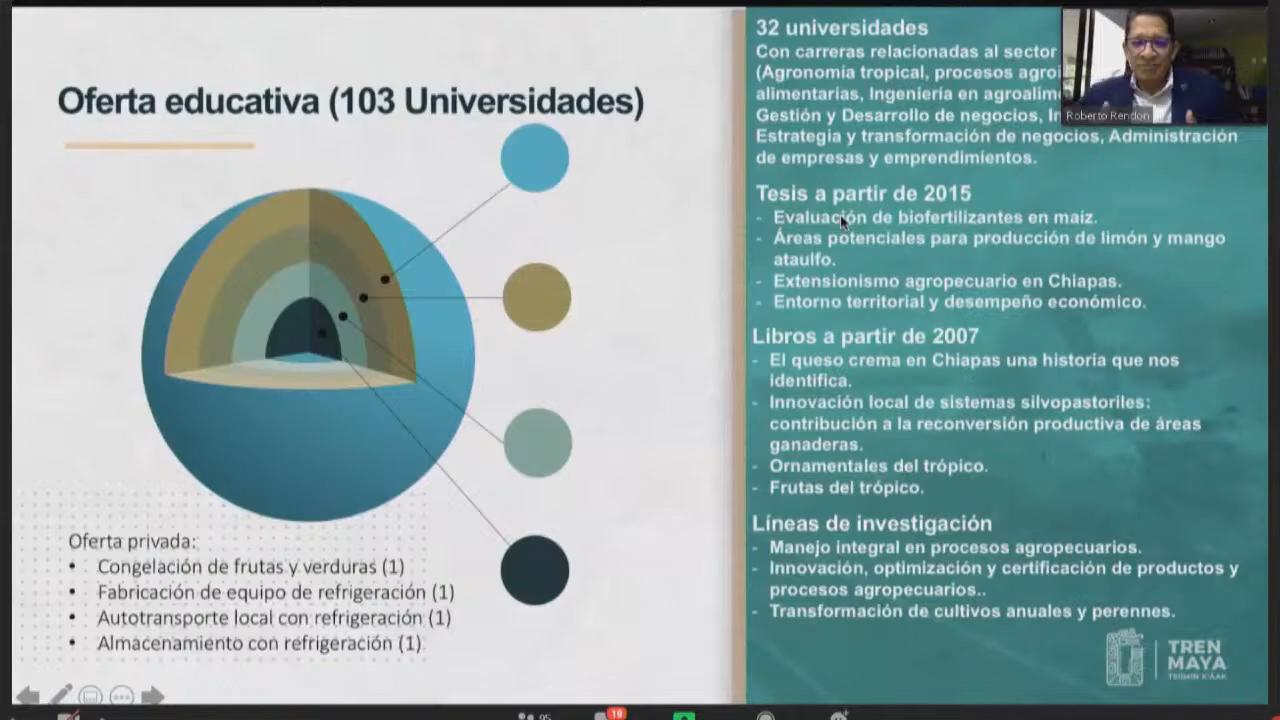 Oferta educativa (103 Universidades)
Oferta privada:
• Congelación de frutas y verduras (1)
• Fabricación de equipo de refrigeración (1)
• Autotransporte local con refrigeración (1)
• Almacenamiento con refrigeración (1)
32 universidades
Con carreras relacionadas al sector
(Agronomía tropical, procesos agroi
alimentarias, Ingeniería en agroalim
Gestión y Desarrollo de negocios,
Estrategia y transformación de negocios, Administración
de empresas y emprendimientos.
Tesis a partir de 2015
- Evaluación de biofertilizantes en maíz.
- Áreas potenciales para producción de limón y mango
ataulfo.
- Extensionismo agropecuario en Chiapas.
- Entorno territorial y desempeño económico.
Libros a partir de 2007
- El queso crema en Chiapas una historia que nos
identifica.
- Innovación local de sistemas silvopastoriles:
contribución a la reconversión productiva de áreas
ganaderas.
- Ornamentales del trópico.
- Frutas del trópico.
Líneas de investigación
- Manejo integral en procesos agropecuarios.
- Innovación, optimización y certificación de productos y
procesos agropecuarios..
- Transformación de cultivos anuales y perennes.
TREN
MAYA
TSÍIMIN K'ÁAK
Roberto Rendon
95
19